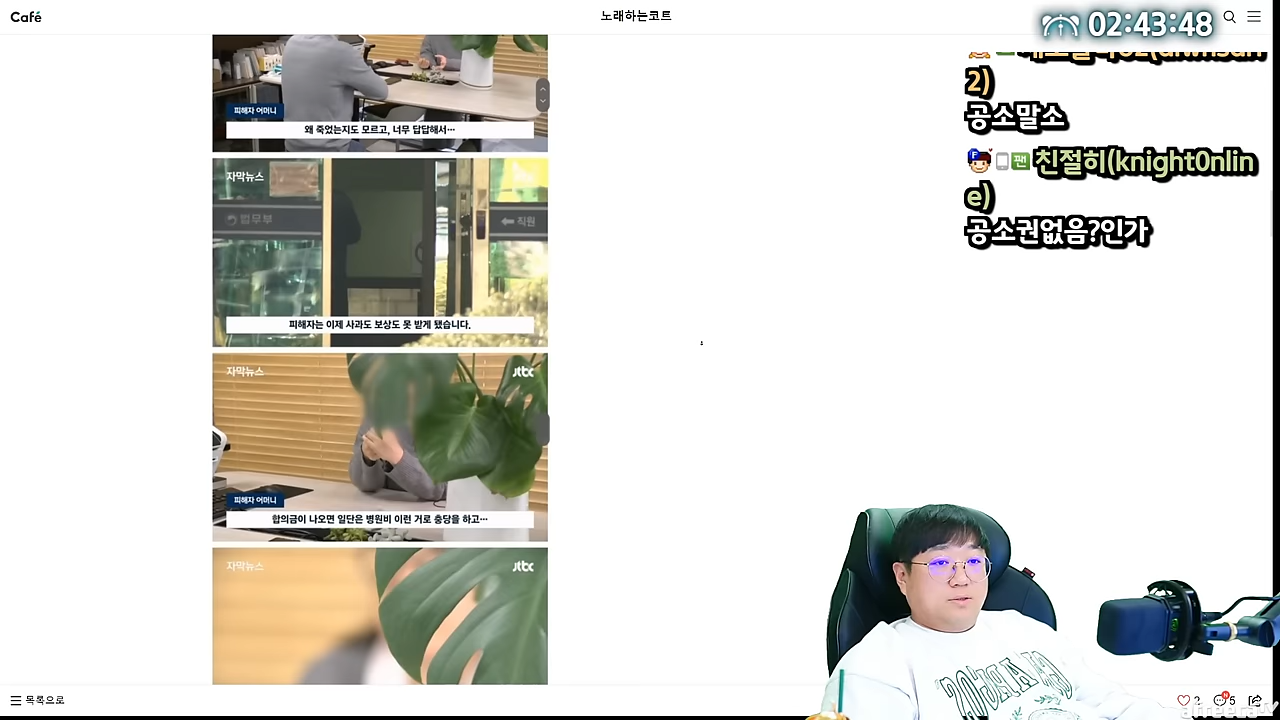 Café
노래하는코트
02:43:48
2)
공소말소
팬 친절히(knight0nlin
e)
공소권없음?인가
피해자 어머니
왜 죽었는지도 모르고, 너무 답답해서…
자막뉴스
법무부
직원
피해자는 이제 사과도 보상도 못 받게 됐습니다.
자막뉴스
jtbc
피해자 어머니
합의금이 나오면 일단은 병원비 이런 거로 충당을 하고…
자막뉴스
jtbc
목록으로
2
5